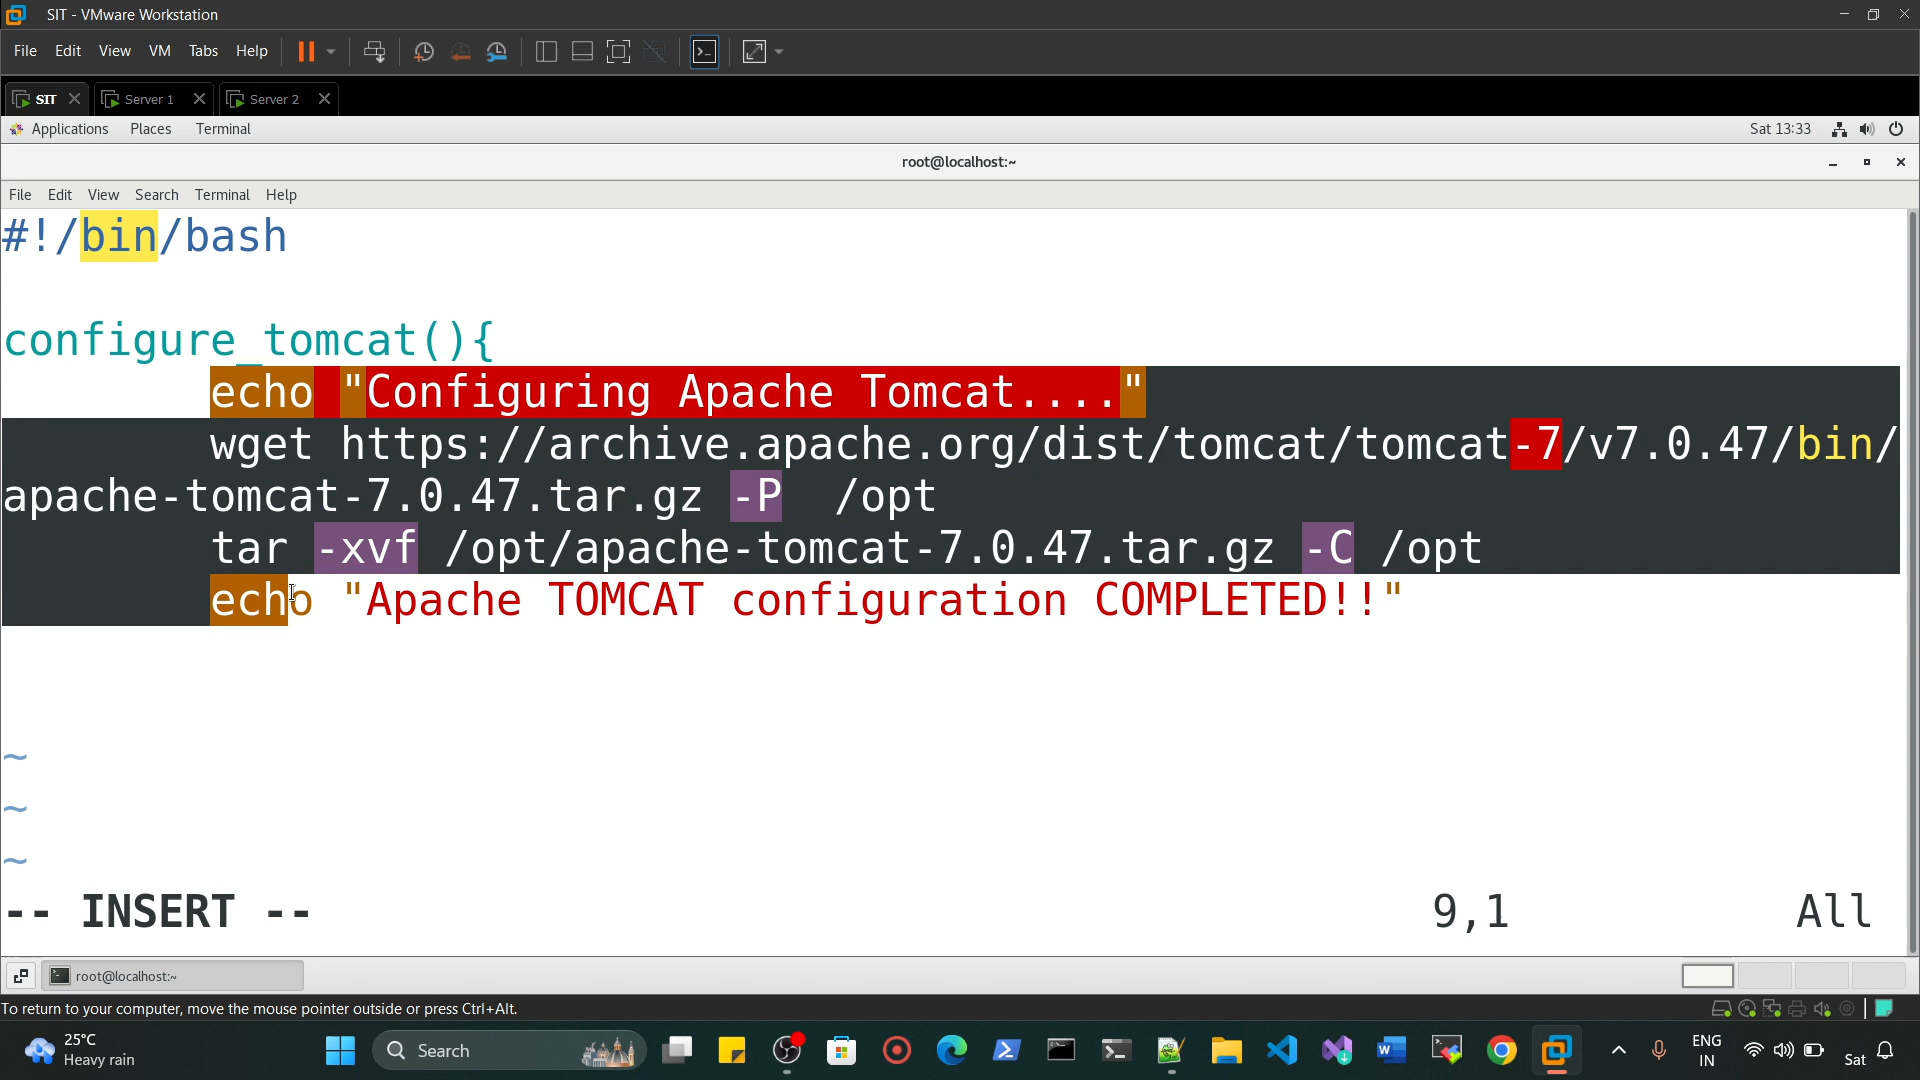 SIT - VMware Workstation
File Edit View VM Tabs Help
SIT Server 1 Server 2
Applications Places Terminal Sat 13:33
root@localhost:~
File Edit View Search Terminal Help
#!/bin/bash
configure_tomcat(){
echo "Configuring Apache Tomcat...."
wget https://archive.apache.org/dist/tomcat/tomcat-7/v7.0.47/bin/
apache-tomcat-7.0.47.tar.gz -P  /opt
tar -xvf /opt/apache-tomcat-7.0.47.tar.gz -C /opt
echo "Apache TOMCAT configuration COMPLETED!!"
~
~
~
-- INSERT -- 9,1 All
root@localhost:~
To return to your computer, move the mouse pointer outside or press Ctrl+Alt.
25°C
Heavy rain
Search
ENG
IN
Sat